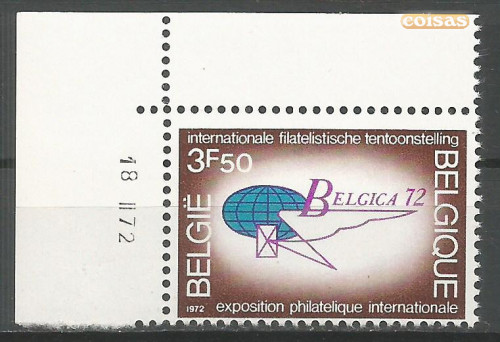 coisas
internationale filatelistische tentoonstelling
3F50
BELGICA 72
BELGIË
BELGIQUE
1972 exposition philatelique internationale
18 II 72